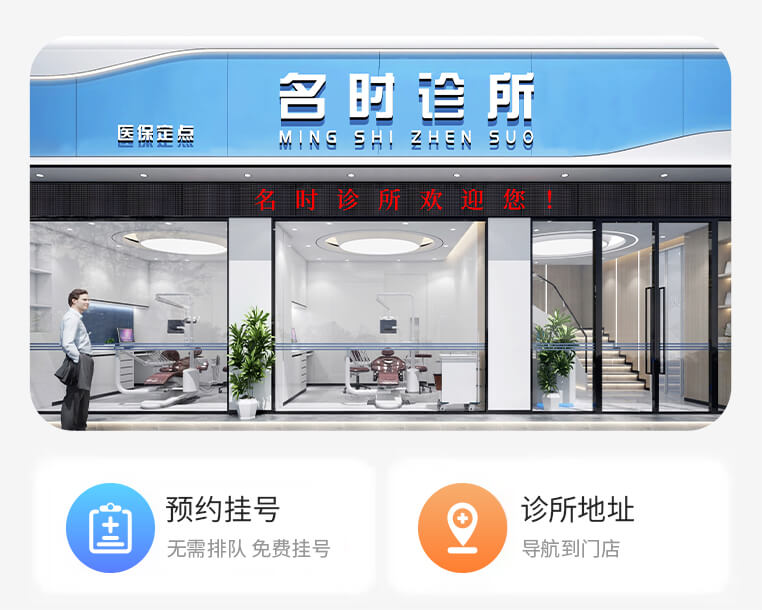 名时诊所
MING SHI ZHEN SUO
医保定点
名时诊所欢迎您！
预约挂号
无需排队 免费挂号
诊所地址
导航到门店